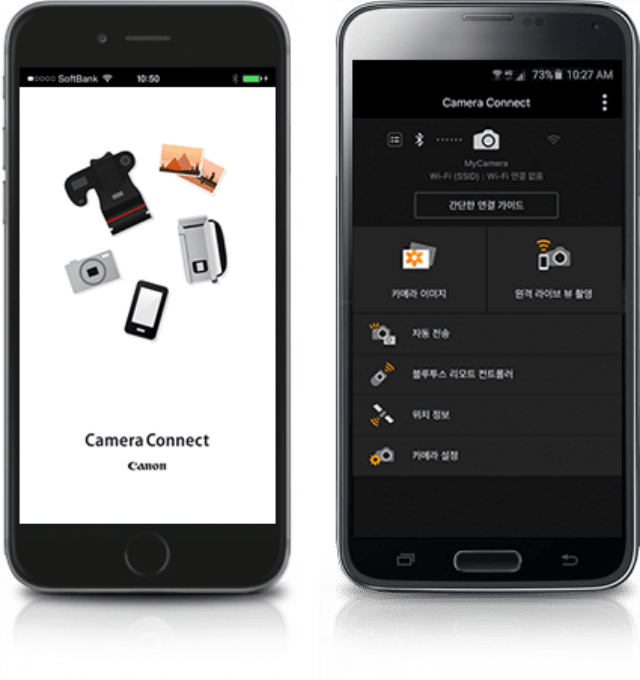 SoftBank 10:50
Camera Connect
Canon
73% 10:27 AM
Camera Connect
MyCamera
Wi-Fi (SSID) : Wi-Fi 연결 없음
간단한 연결 가이드
카메라 이미지
원격 라이브 뷰 촬영
자동 전송
블루투스 리모트 컨트롤러
위치 정보
카메라 설정